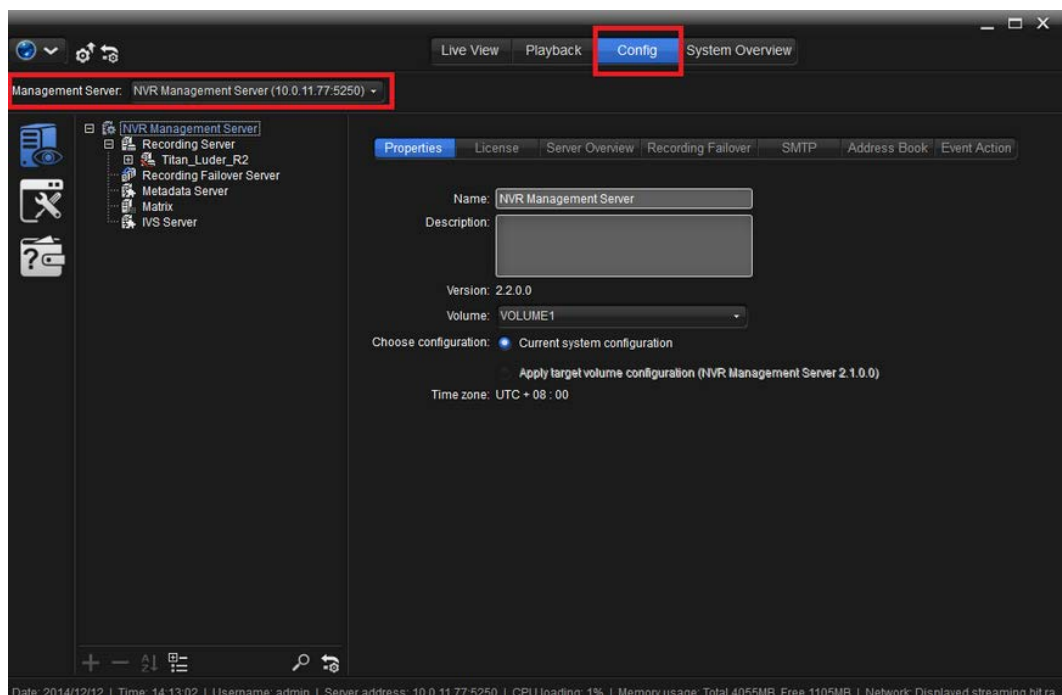 Live View Playback Config System Overview
Management Server: NVR Management Server (10.0.11.77:5250)
NVR Management Server
Recording Server
Titan_Luder_R2
Recording Failover Server
Metadata Server
Matrix
IVS Server
Properties License Server Overview Recording Failover SMTP Address Book Event Action
Name: NVR Management Server
Description:
Version: 2.2.0.0
Volume: VOLUME1
Choose configuration: Current system configuration
Apply target volume configuration (NVR Management Server 2.1.0.0)
Time zone: UTC + 08 : 00
Date: 2014/12/12 | Time: 14:13:02 | Username: admin | Server address: 10.0.11.77:5250 | CPU loading: 1% | Memory usage: Total 4055MB, Free 1105MB | Network: Displayed streaming bitra